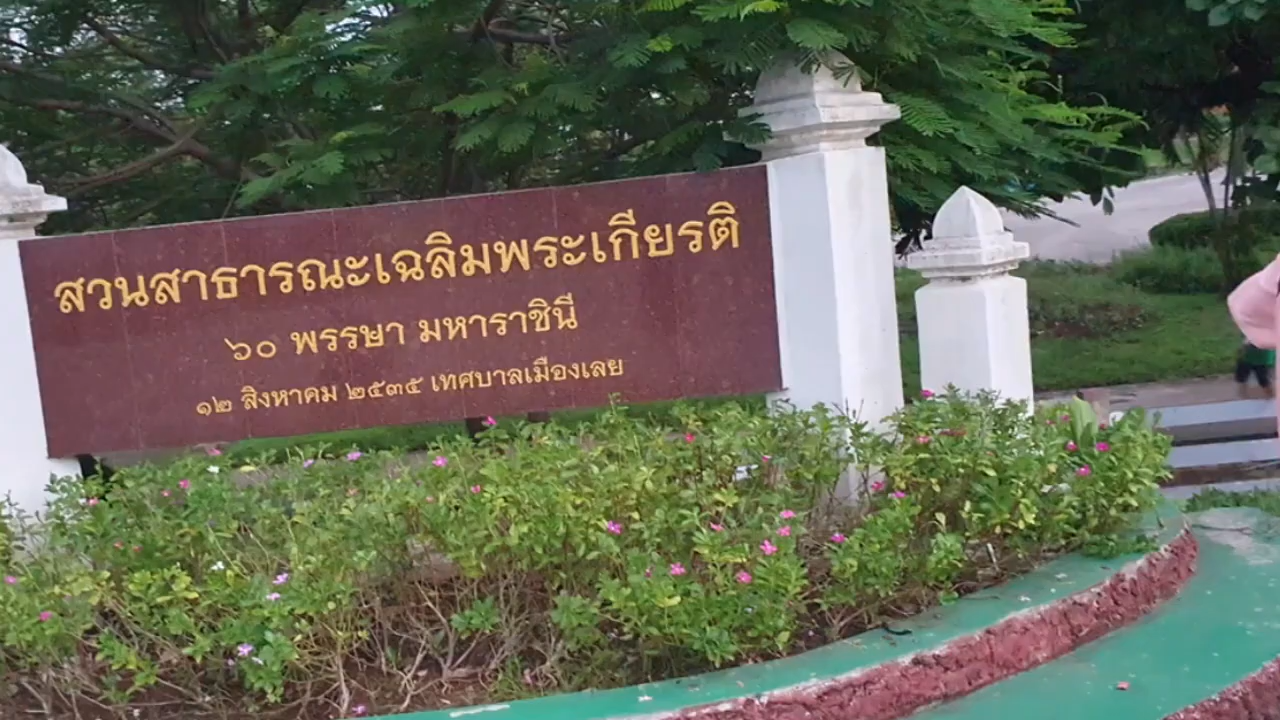 สวนสาธารณะเฉลิมพระเกียรติ
๖๐ พรรษา มหาราชินี
๑๒ สิงหาคม ๒๕๓๕ เทศบาลเมืองเลย